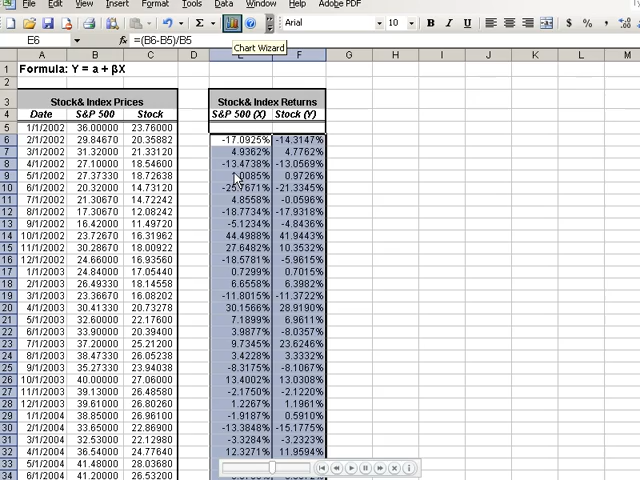 File Edit View Insert Format Tools Data Window Help Adobe PDF
Σ Arial 10 B I U $ %
E6 fx =(B6-B5)/B5
Chart Wizard
A B C D E F G H I J K L M
1 Formula: Y = a + βX
2
3 Stock& Index Prices Stock& Index Returns
4 Date S&P 500 Stock S&P 500 (X) Stock (Y)
5 1/1/2002 36.00000 23.76000
6 2/1/2002 29.84670 20.35882 -17.0925% -14.3147%
7 3/1/2002 31.32000 21.33120 4.9362% 4.7762%
8 4/1/2002 27.10000 18.54600 -13.4738% -13.0569%
9 5/1/2002 27.37330 18.72638 .0085% 0.9726%
10 6/1/2002 20.32000 14.73120 -25.7671% -21.3345%
11 7/1/2002 21.30670 14.72242 4.8558% -0.0596%
12 8/1/2002 17.30670 12.08242 -18.7734% -17.9318%
13 9/1/2002 16.42000 11.49720 -5.1234% -4.8436%
14 10/1/2002 23.72670 16.31962 44.4988% 41.9443%
15 11/1/2002 30.28670 18.00922 27.6482% 10.3532%
16 12/1/2002 24.66000 16.93560 -18.5781% -5.9615%
17 1/1/2003 24.84000 17.05440 0.7299% 0.7015%
18 2/1/2003 26.49330 18.14558 6.6558% 6.3982%
19 3/1/2003 23.36670 16.08202 -11.8015% -11.3722%
20 4/1/2003 30.41330 20.73278 30.1566% 28.9190%
21 5/1/2003 32.60000 22.17600 7.1899% 6.9611%
22 6/1/2003 33.90000 20.39400 3.9877% -8.0357%
23 7/1/2003 37.20000 25.21200 9.7345% 23.6246%
24 8/1/2003 38.47330 26.05238 3.4228% 3.3333%
25 9/1/2003 35.27330 23.94038 -8.3175% -8.1067%
26 10/1/2003 40.00000 27.06000 13.4002% 13.0308%
27 11/1/2003 39.13000 26.48580 -2.1750% -2.1220%
28 12/1/2003 39.61000 26.80260 1.2267% 1.1961%
29 1/1/2004 38.85000 26.96100 -1.9187% 0.5910%
30 2/1/2004 33.65000 22.86900 -13.3848% -15.1775%
31 3/1/2004 32.53000 22.12980 -3.3284% -3.2323%
32 4/1/2004 36.54000 24.77640 12.3271% 11.9594%
33 5/1/2004 41.48000 28.03680
34 6/1/2004 41.20000 26.53200